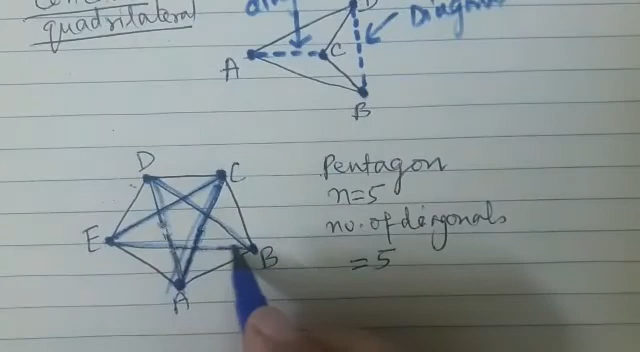 quadrilateral
Diagonal
A
C
B
D
C
E
B
A
Pentagon
n=5
no. of diagonals
=5